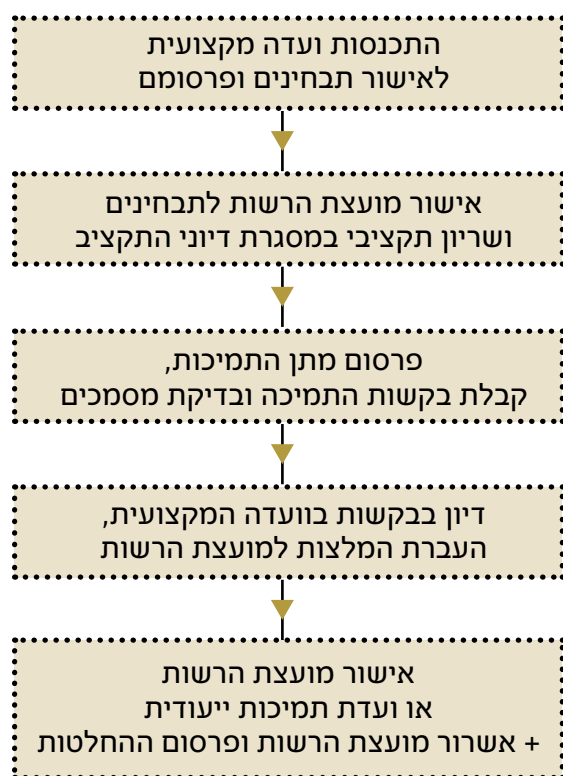 התכנסות ועדה מקצועית
לאישור תבחינים ופרסומם
אישור מועצת הרשות לתבחינים
ושריון תקציבי במסגרת דיוני התקציב
פרסום מתן התמיכות,
קבלת בקשות התמיכה ובדיקת מסמכים
דיון בבקשות בוועדה המקצועית,
העברת המלצות למועצת הרשות
אישור מועצת הרשות
או ועדת תמיכות ייעודית
+ אשרור מועצת הרשות ופרסום ההחלטות